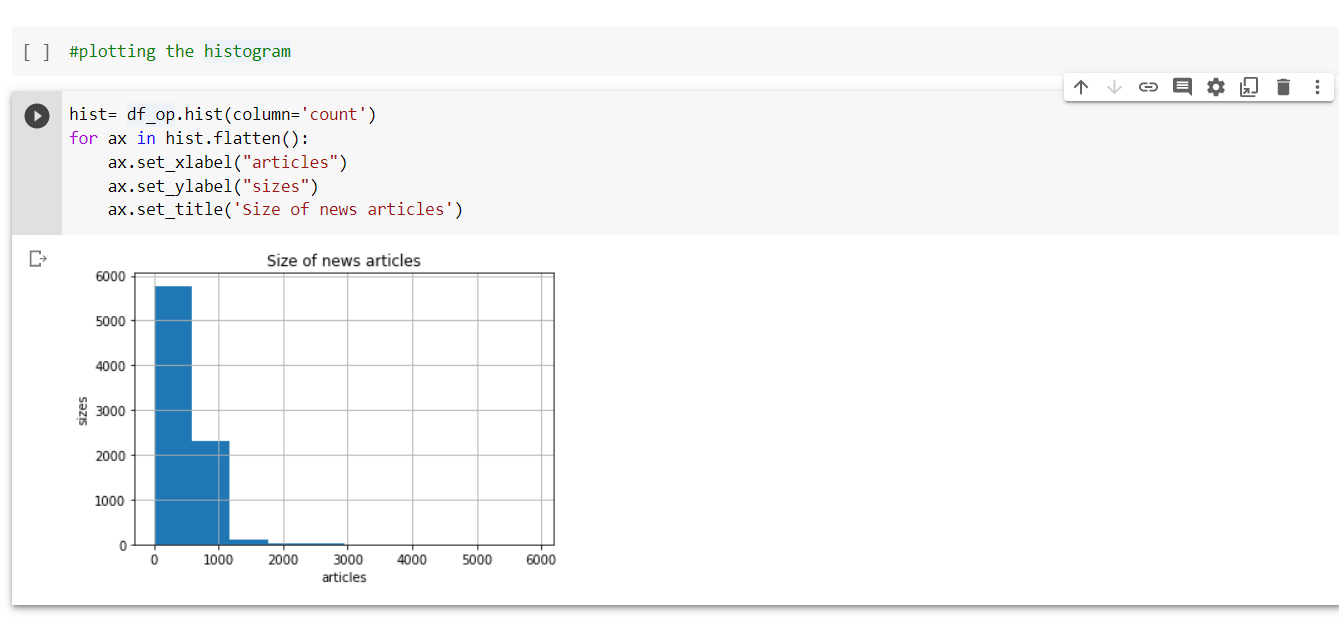 [ ] #plotting the histogram
hist= df_op.hist(column='count')
for ax in hist.flatten():
    ax.set_xlabel("articles")
    ax.set_ylabel("sizes")
    ax.set_title('Size of news articles')
Size of news articles
6000
5000
4000
3000
2000
1000
0
sizes
0 1000 2000 3000 4000 5000 6000
articles